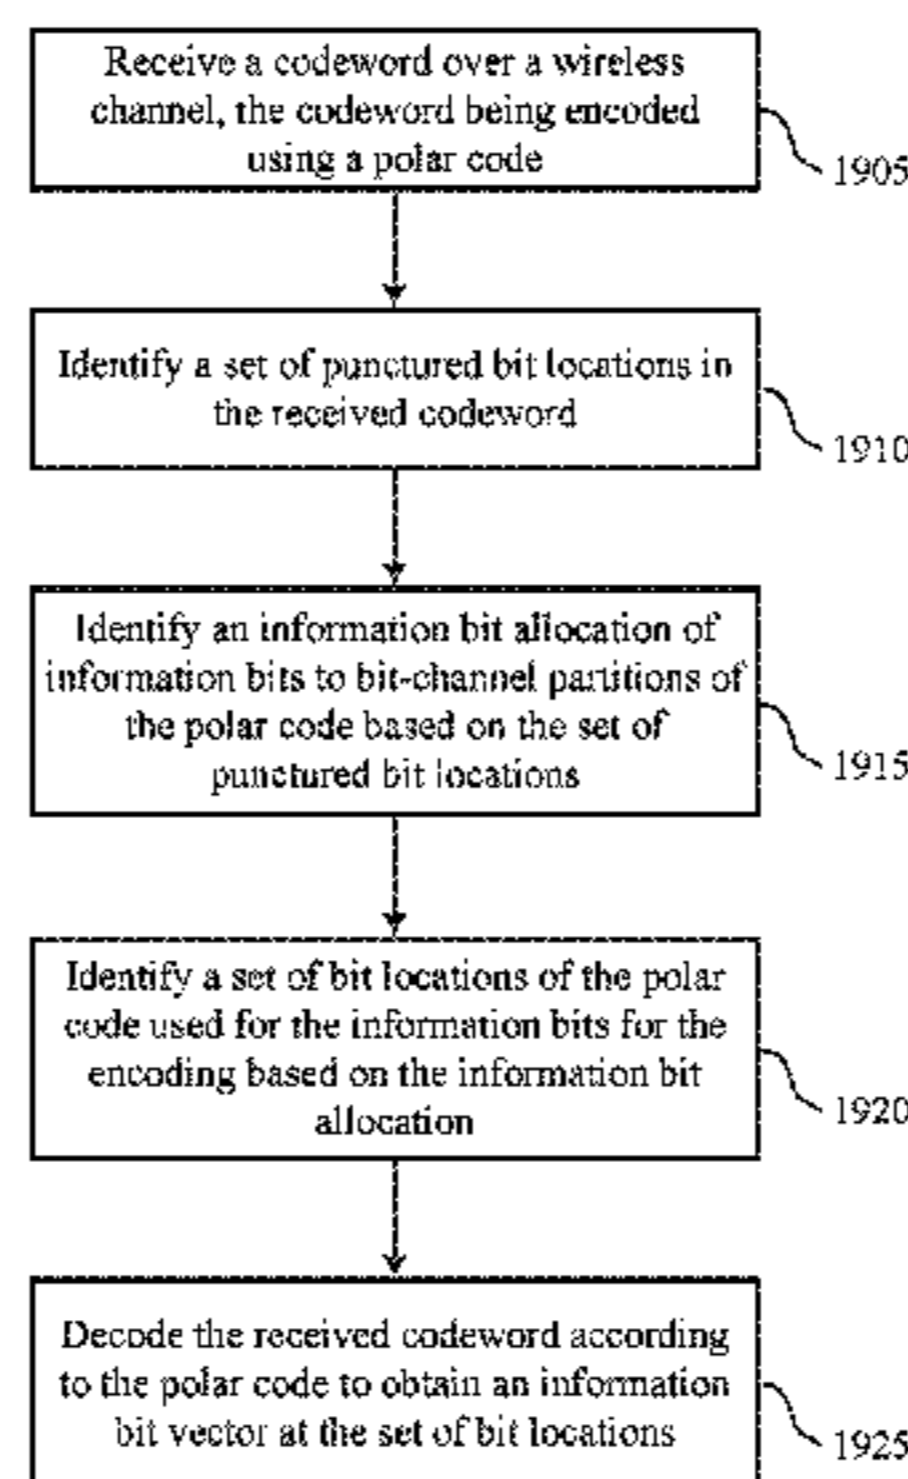 Receive a codeword over a wireless
channel, the codeword being encoded
using a polar code
1905
Identify a set of punctured bit locations in
the received codeword
1910
Identify an information bit allocation of
information bits to bit-channel partitions of
the polar code based on the set of
punctured bit locations
1915
Identify a set of bit locations of the polar
code used for the information bits for the
encoding based on the information bit
allocation
1920
Decode the received codeword according
to the polar code to obtain an information
bit vector at the set of bit locations
1925